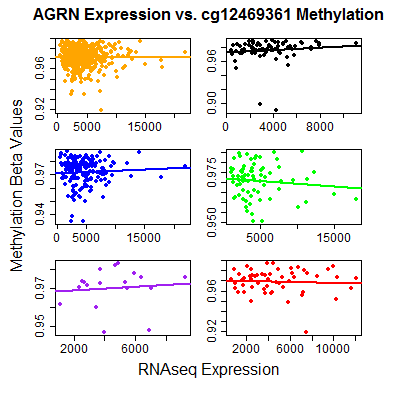 AGRN Expression vs. cg12469361 Methylation
Methylation Beta Values
0.96
0.92
0 5000 15000
0.96
0.90
0 4000 8000
0.97
0.94
0 5000 15000
0.975
0.950
5000 15000
0.97
0.95
2000 6000
0.96
0.92
2000 6000 10000
RNAseq Expression